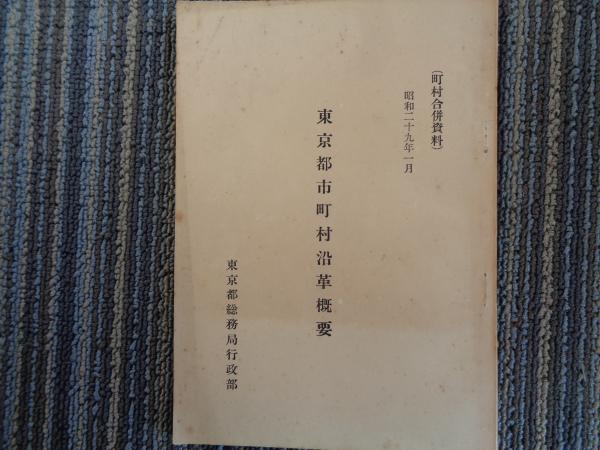 （町村合併資料）
昭和二十九年一月
東京都市町村沿革概要
東京都総務局行政部